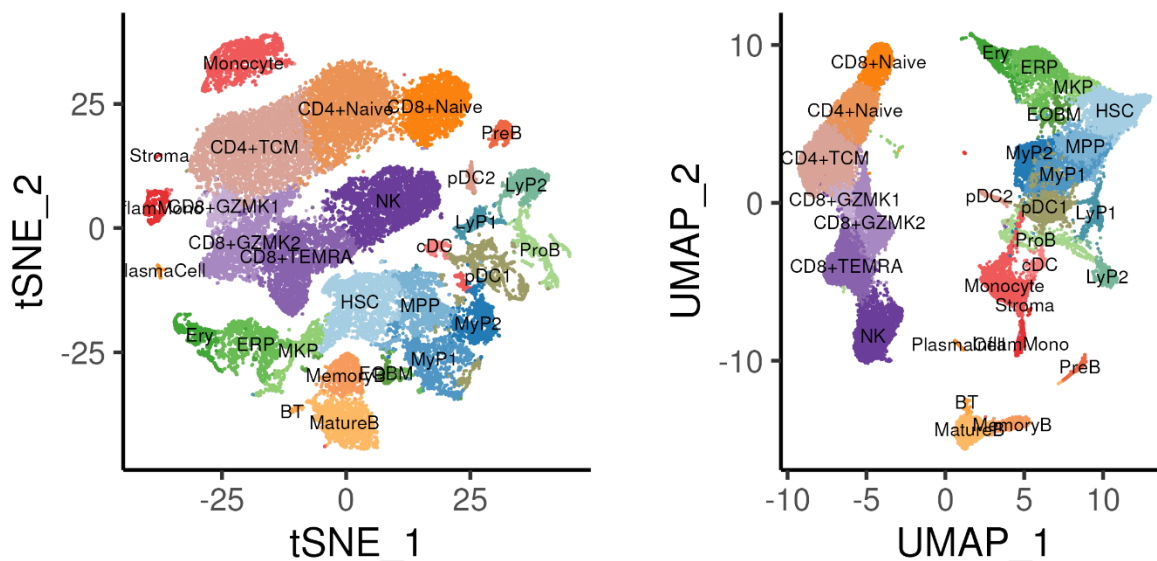 Monocyte
CD4+Naive
CD8+Naive
CD4+TCM
PreB
Stroma
pDC2
LyP2
flamMono
CD8+GZMK1
NK
LyP1
CD8+GZMK2
CD8+TEMRA
cDC
ProB
lasmaCell
pDC1
HSC
MPP
MyP2
Ery
ERP
MKP
MyP1
MemoryB
EOBM
BT
MatureB
25
0
-25
-25
0
25
tSNE_1
tSNE_2
Ery
CD8+Naive
ERP
MKP
CD4+Naive
EOBM
HSC
CD4+TCM
MyP2
MPP
MyP1
CD8+GZMK1
pDC2
pDC1
LyP1
CD8+GZMK2
ProB
CD8+TEMRA
cDC
LyP2
Monocyte
Stroma
NK
PlasmaCell
InflamMono
PreB
BT
MatureB
MemoryB
10
0
-10
-10
-5
0
5
10
UMAP_1
UMAP_2